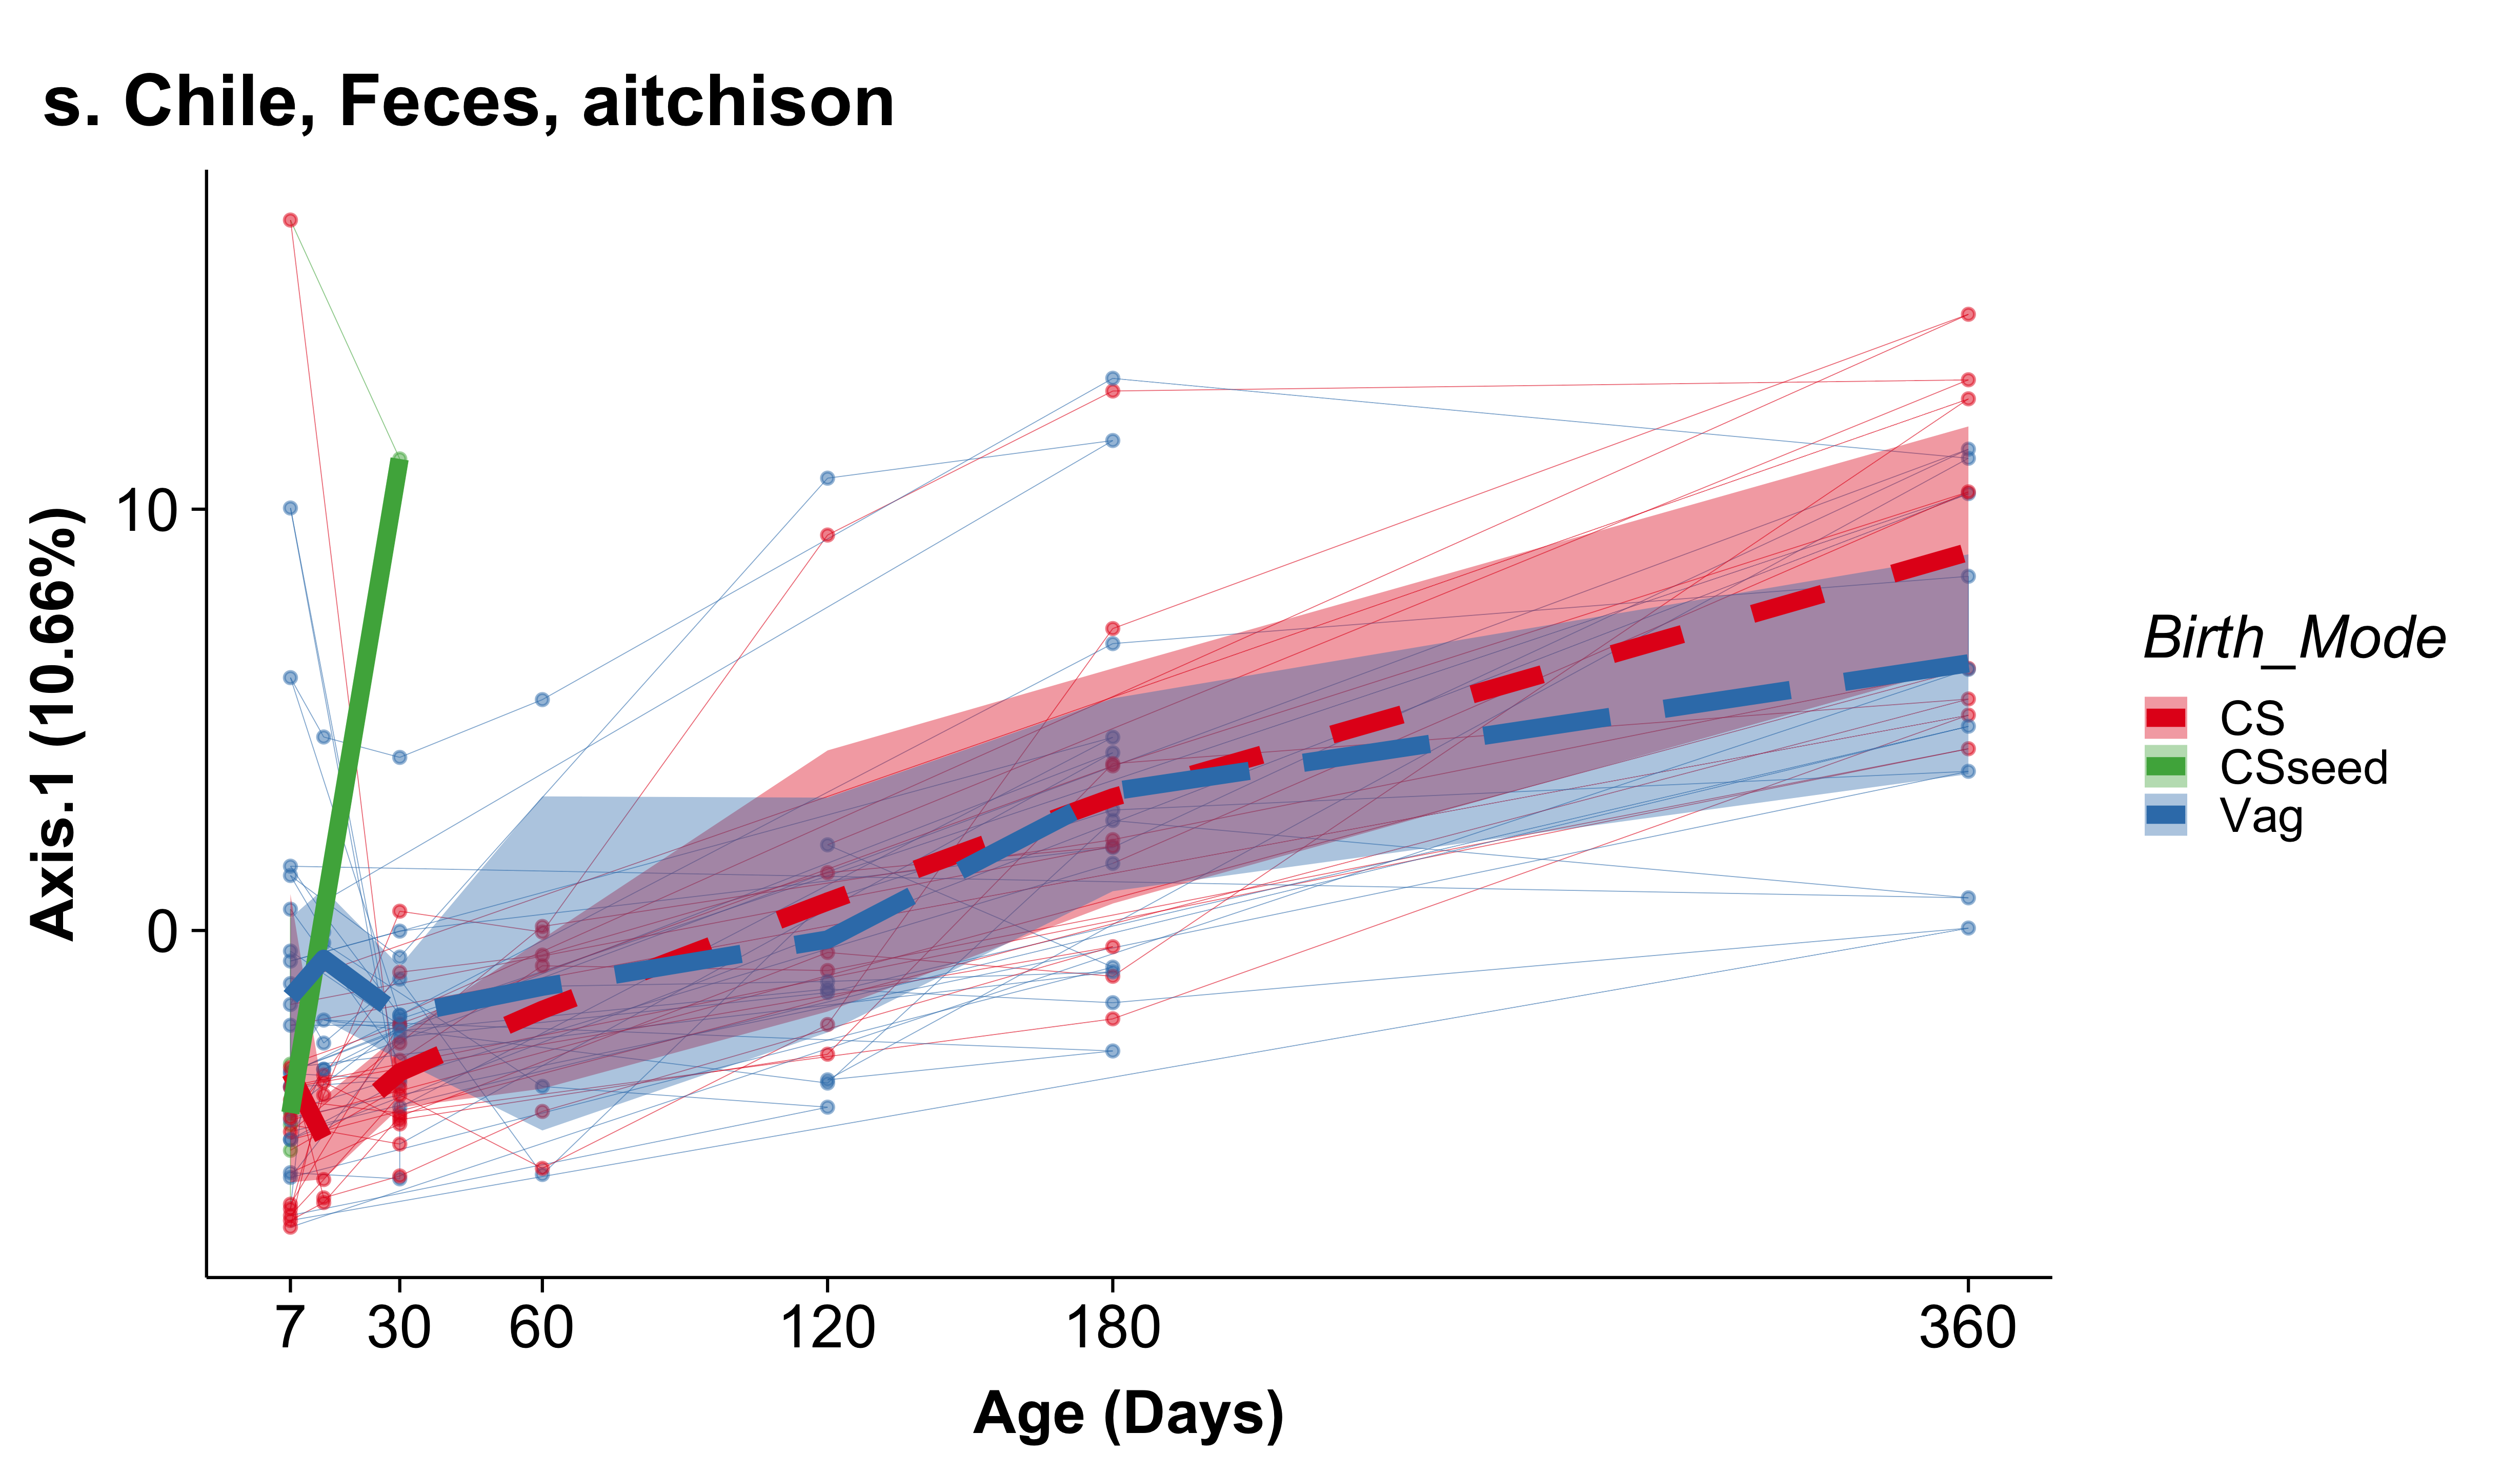 s. Chile, Feces, aitchison
Axis.1 (10.66%)
10
0
7 30 60 120 180 360
Age (Days)
Birth_Mode
CS
CSseed
Vag